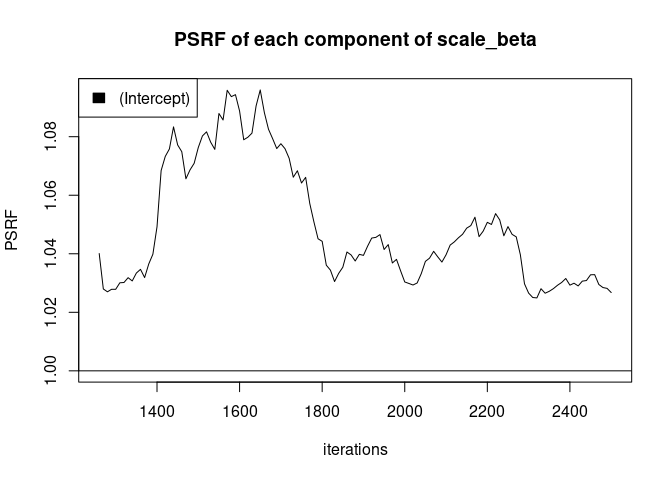 PSRF of each component of scale_beta
(Intercept)
PSRF
1.08
1.06
1.04
1.02
1.00
1400 1600 1800 2000 2200 2400
iterations